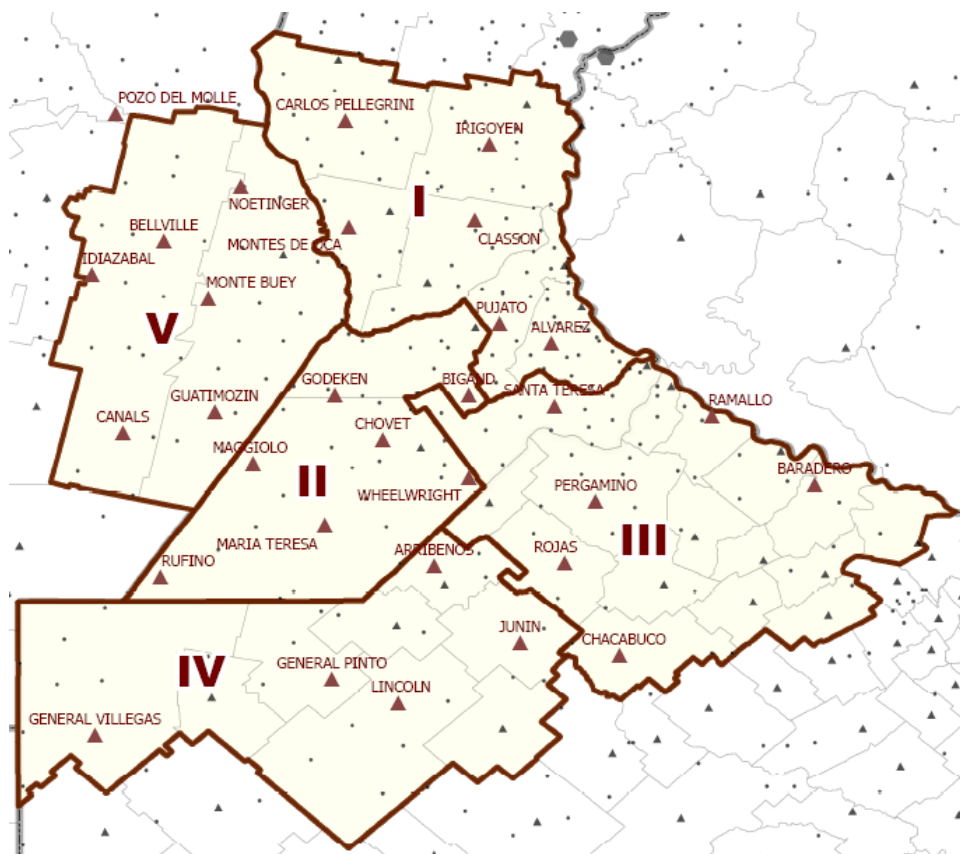 POZO DEL MOLLE
CARLOS PELLEGRINI
IRIGOYEN
I
NOETINGER
BELLVILLE
MONTES DE OCA
CLASSON
IDIAZABAL
MONTE BUEY
V
PUJATO
ALVAREZ
GODEKEN
BIGAND
SANTA TERESA
GUATIMOZIN
RAMALLO
CANALS
CHOVET
MAGGIOLO
BARADERO
II
WHEELWRIGHT
PERGAMINO
III
MARIA TERESA
ARRIBENOS
ROJAS
RUFINO
JUNIN
CHACABUCO
IV
GENERAL PINTO
LINCOLN
GENERAL VILLEGAS